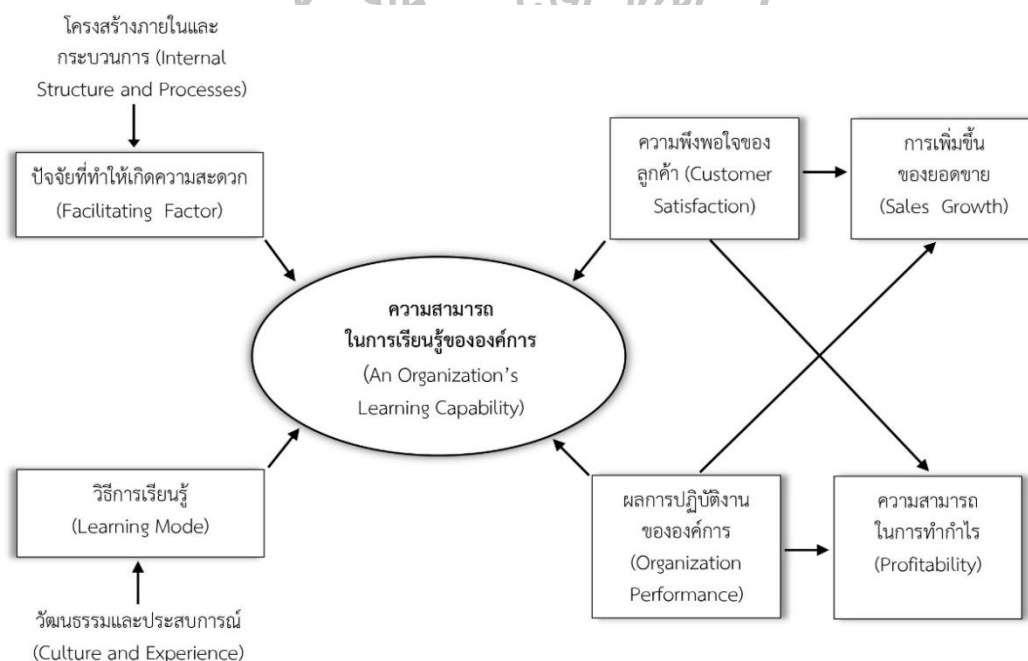 โครงสร้างภายในและ
กระบวนการ (Internal
Structure and Processes)
ปัจจัยที่ทำให้เกิดความสะดวก
(Facilitating Factor)
ความพึงพอใจของ
ลูกค้า (Customer
Satisfaction)
การเพิ่มขึ้น
ของยอดขาย
(Sales Growth)
ความสามารถ
ในการเรียนรู้ขององค์การ
(An Organization's
Learning Capability)
วิธีการเรียนรู้
(Learning Mode)
วัฒนธรรมและประสบการณ์
(Culture and Experience)
ผลการปฏิบัติงาน
ขององค์การ
(Organization
Performance)
ความสามารถ
ในการทำกำไร
(Profitability)